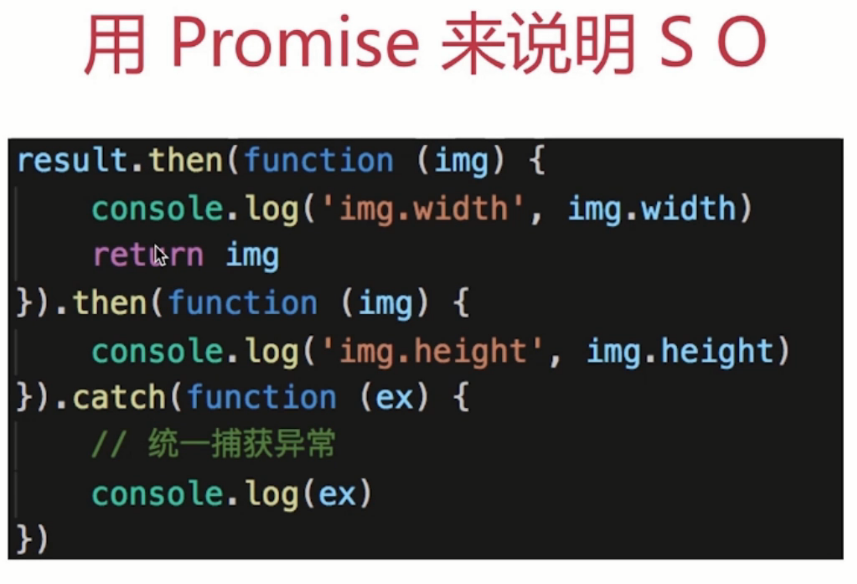 用 Promise 来说明 S O
result.then(function (img) {
    console.log('img.width', img.width)
    return img
}).then(function (img) {
    console.log('img.height', img.height)
}).catch(function (ex) {
    // 统一捕获异常
    console.log(ex)
})